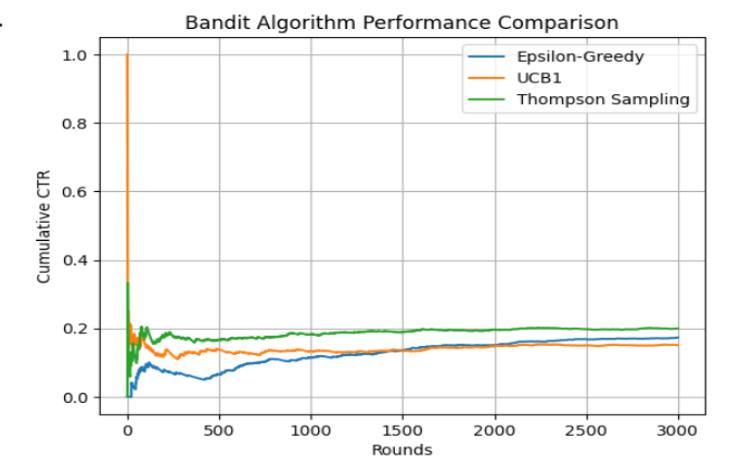 Bandit Algorithm Performance Comparison
Epsilon-Greedy
UCB1
Thompson Sampling
Cumulative CTR
1.0
0.8
0.6
0.4
0.2
0.0
0 500 1000 1500 2000 2500 3000
Rounds